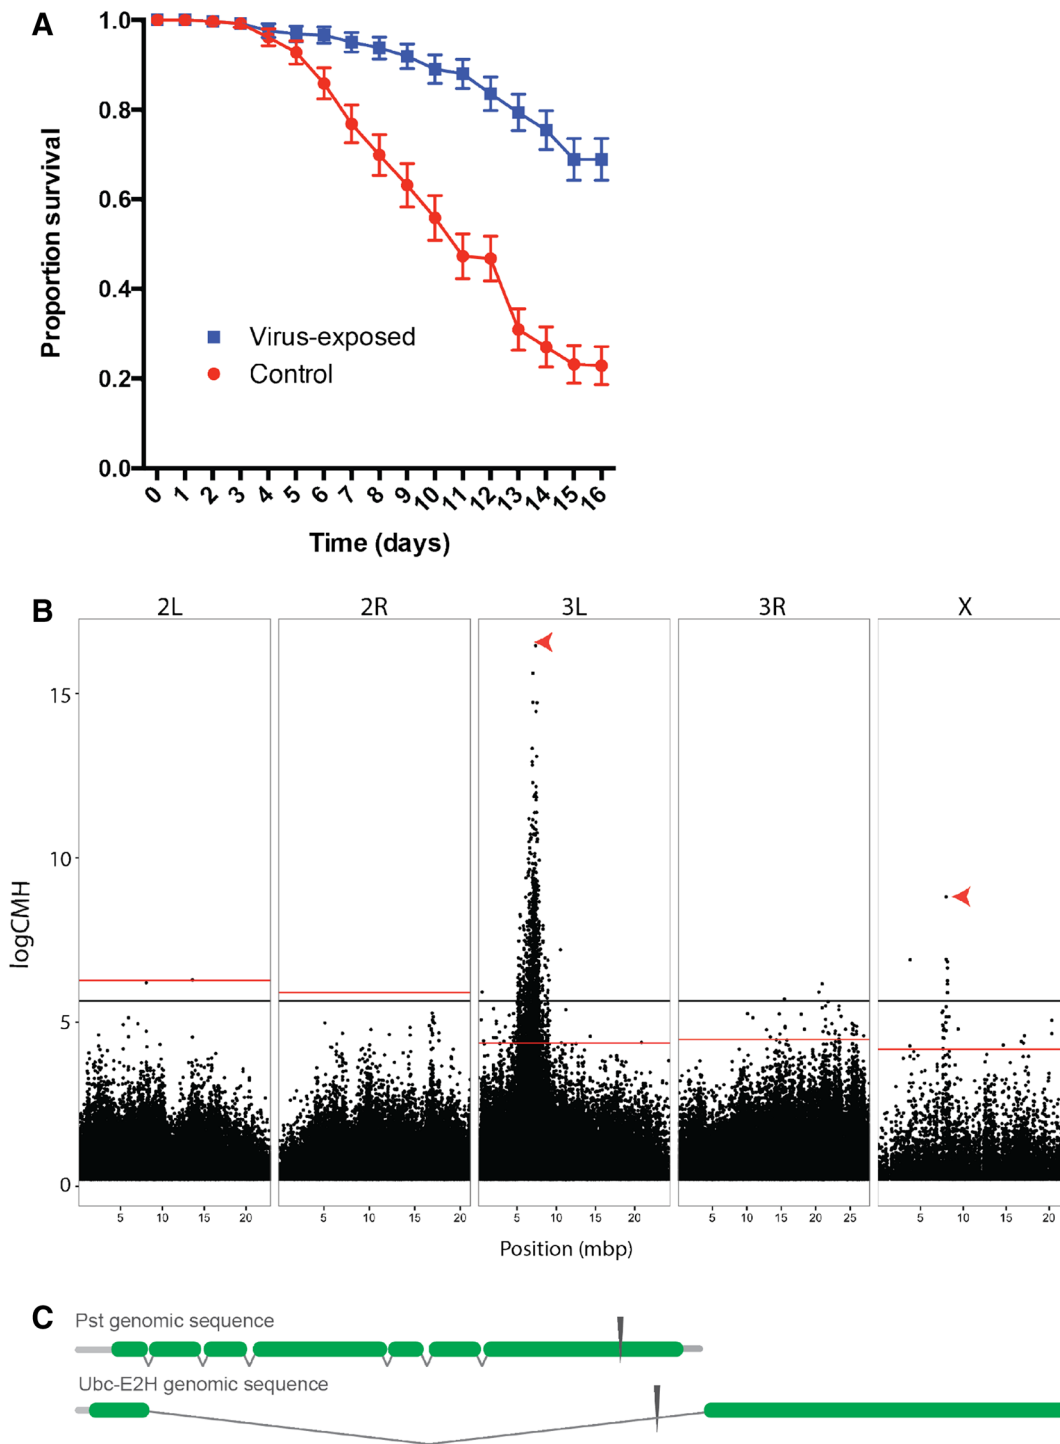 A
1.0
0.8
0.6
0.4
0.2
0.0
Proportion survival
Virus-exposed
Control
0 1 2 3 4 5 6 7 8 9 10 11 12 13 14 15 16
Time (days)
B
2L 2R 3L 3R X
15
10
5
0
logCMH
5 10 15 20 5 10 15 20 5 10 15 20 5 10 15 20 25 5 10 15 20
Position (mbp)
C
Pst genomic sequence
Ubc-E2H genomic sequence